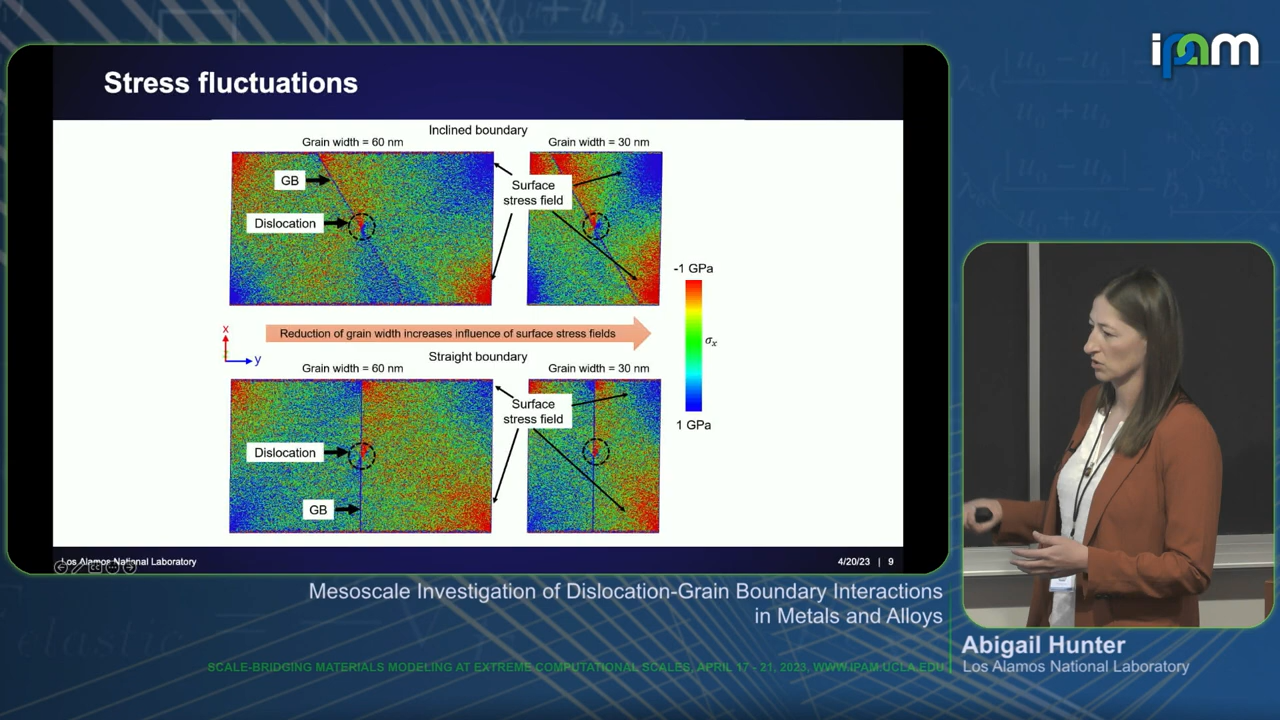 ipam
Stress fluctuations
Inclined boundary
Grain width = 60 nm
Grain width = 30 nm
GB
Surface
stress field
Dislocation
-1 GPa
x
Reduction of grain width increases influence of surface stress fields
σx
y
Straight boundary
Grain width = 60 nm
Grain width = 30 nm
Surface
stress field
1 GPa
Dislocation
GB
Los Alamos National Laboratory
4/20/23 | 9
Mesoscale Investigation of Dislocation-Grain Boundary Interactions
in Metals and Alloys
Abigail Hunter
Los Alamos National Laboratory
SCALE-BRIDGING MATERIALS MODELING AT EXTREME COMPUTATIONAL SCALES, APRIL 17 - 21, 2023, WWW.IPAM.UCLA.EDU
elastic